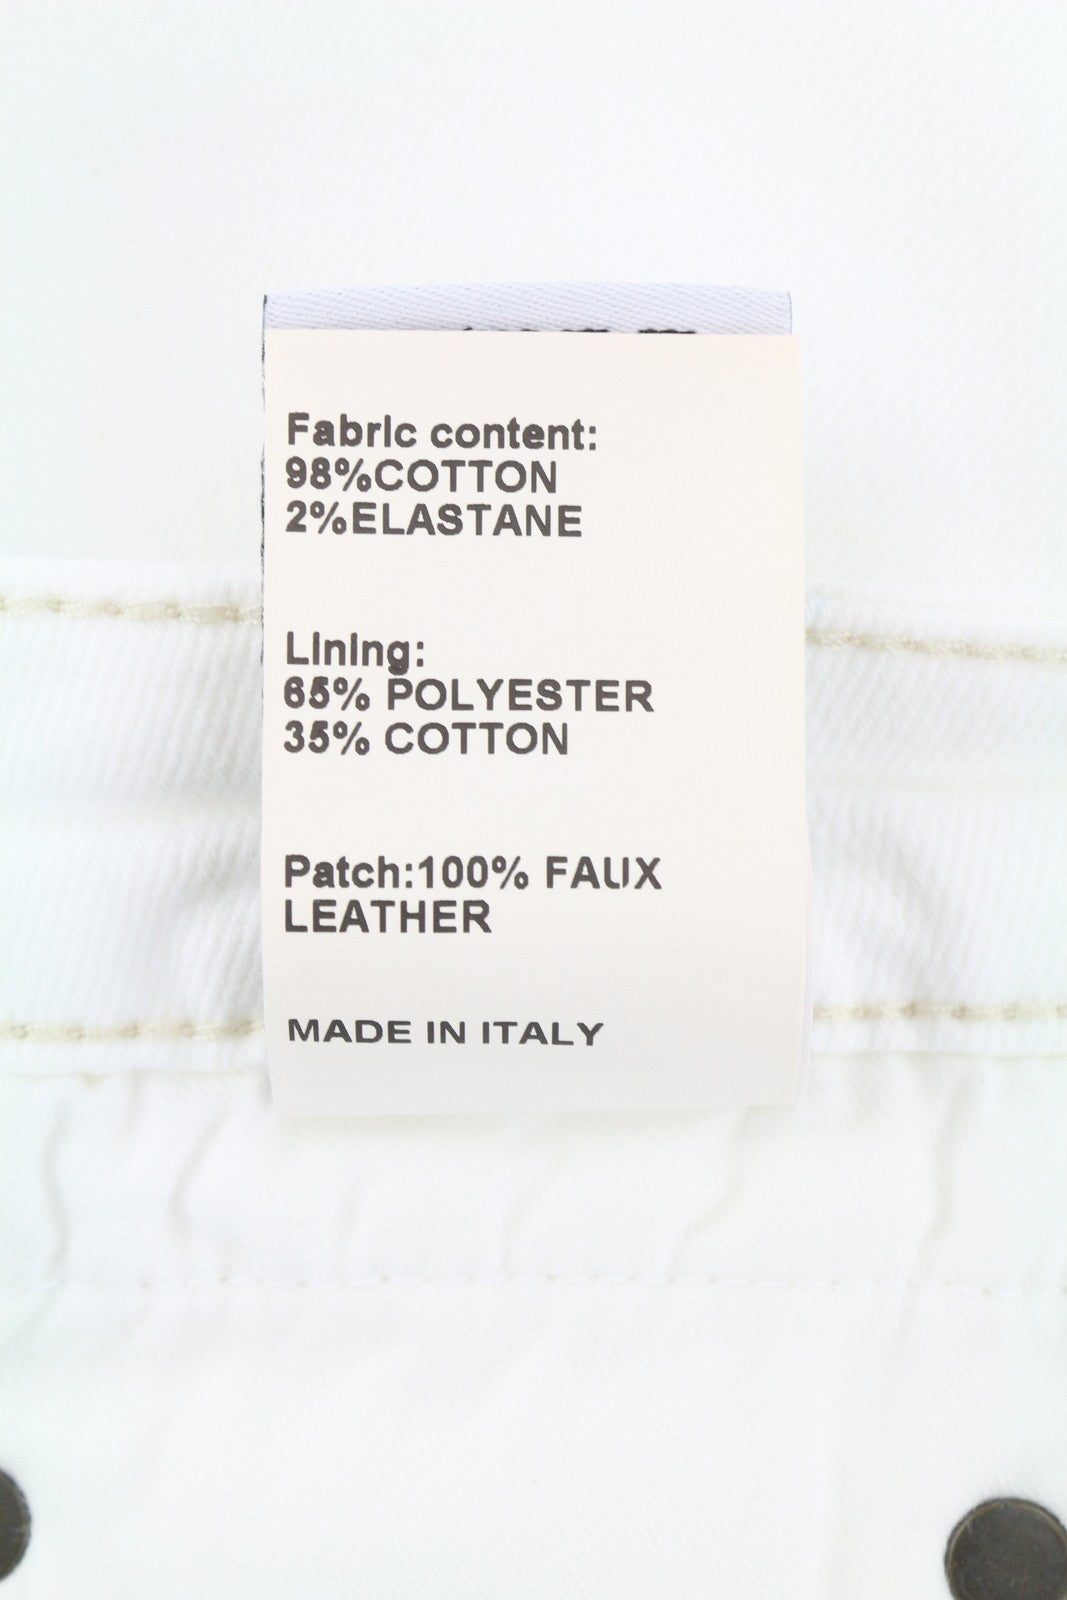 Fabric content:
98%COTTON
2%ELASTANE
Lining:
65% POLYESTER
35% COTTON
Patch:100% FAUX
LEATHER
MADE IN ITALY